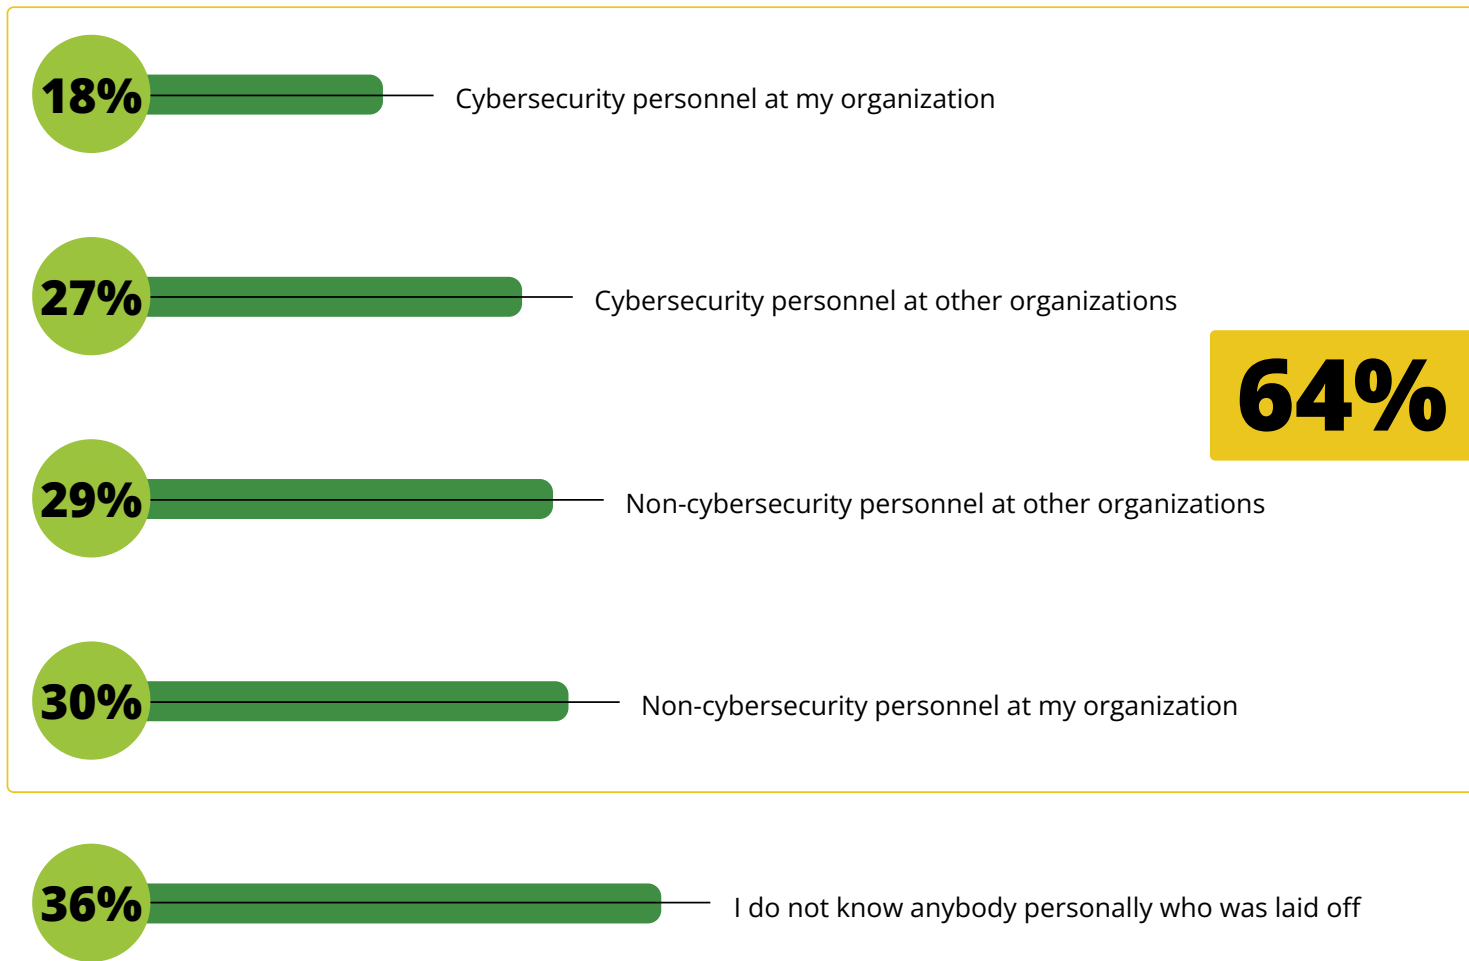 18% Cybersecurity personnel at my organization
27% Cybersecurity personnel at other organizations
64%
29% Non-cybersecurity personnel at other organizations
30% Non-cybersecurity personnel at my organization
36% I do not know anybody personally who was laid off